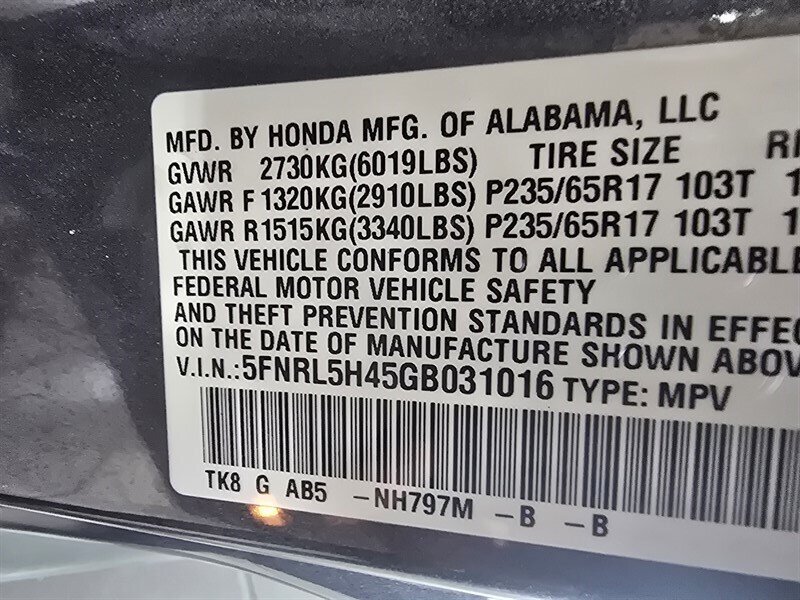 MFD. BY HONDA MFG. OF ALABAMA, LLC
GVWR 2730KG(6019LBS) TIRE SIZE
GAWR F 1320KG(2910LBS) P235/65R17 103T
GAWR R1515KG(3340LBS) P235/65R17 103T
THIS VEHICLE CONFORMS TO ALL APPLICABLE
FEDERAL MOTOR VEHICLE SAFETY
AND THEFT PREVENTION STANDARDS IN EFFEC
ON THE DATE OF MANUFACTURE SHOWN ABOV
V.I.N.:5FNRL5H45GB031016 TYPE: MPV
TK8 G AB5 -NH797M -B -B